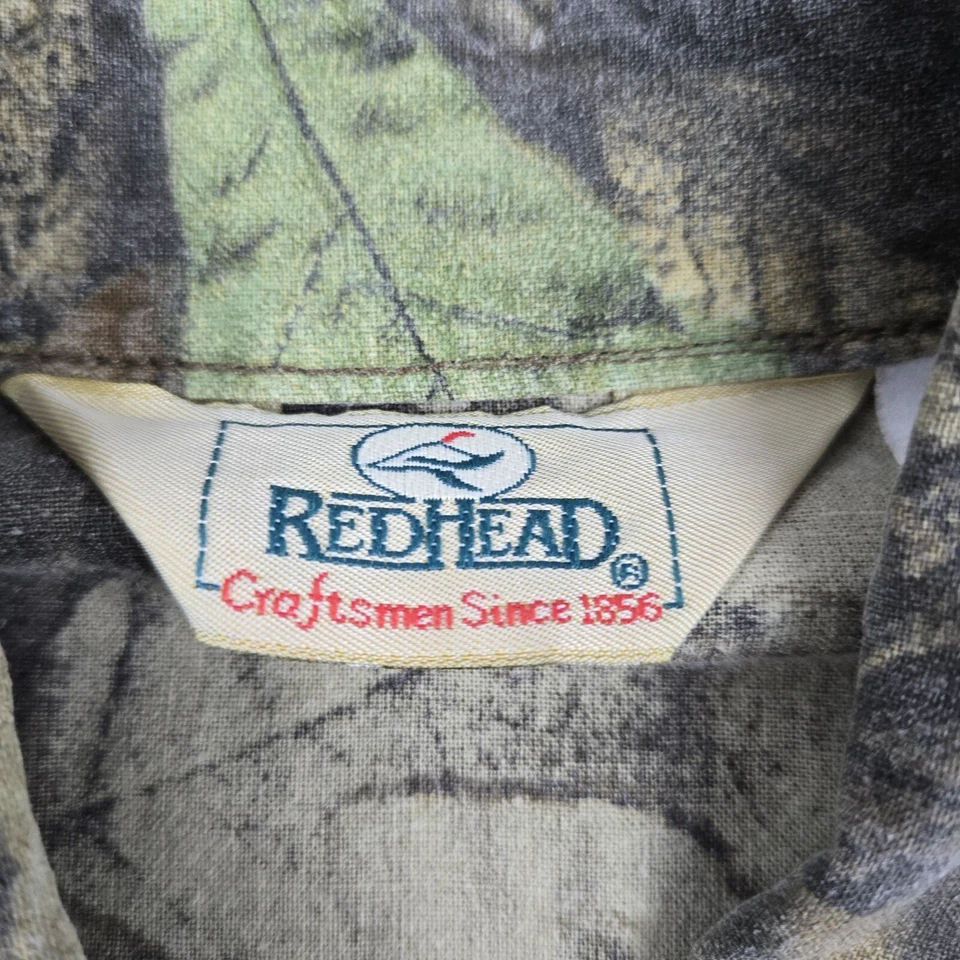 REDHEAD®
Craftsmen Since 1856